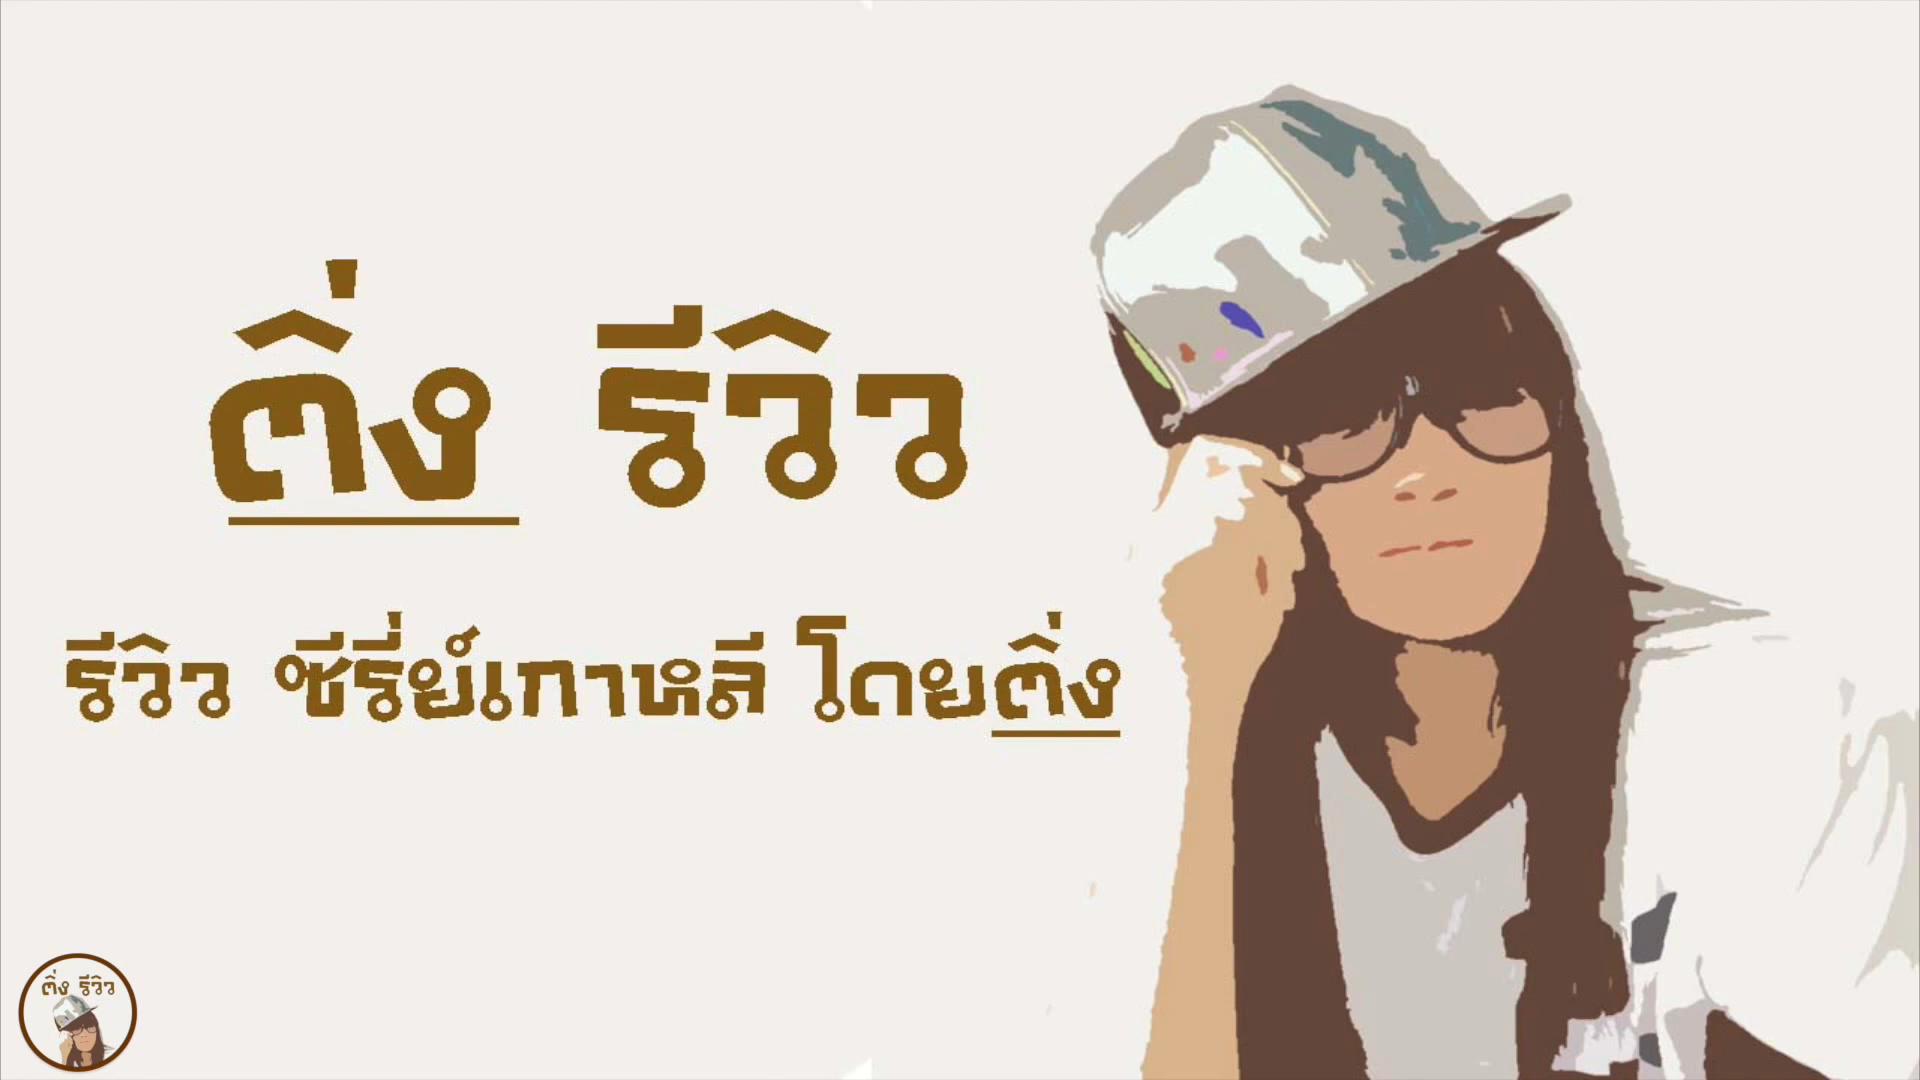 ติ่ง รีวิว
รีวิว ซีรี่ย์เกาหลี โดยติ่ง
ติ่ง รีวิว